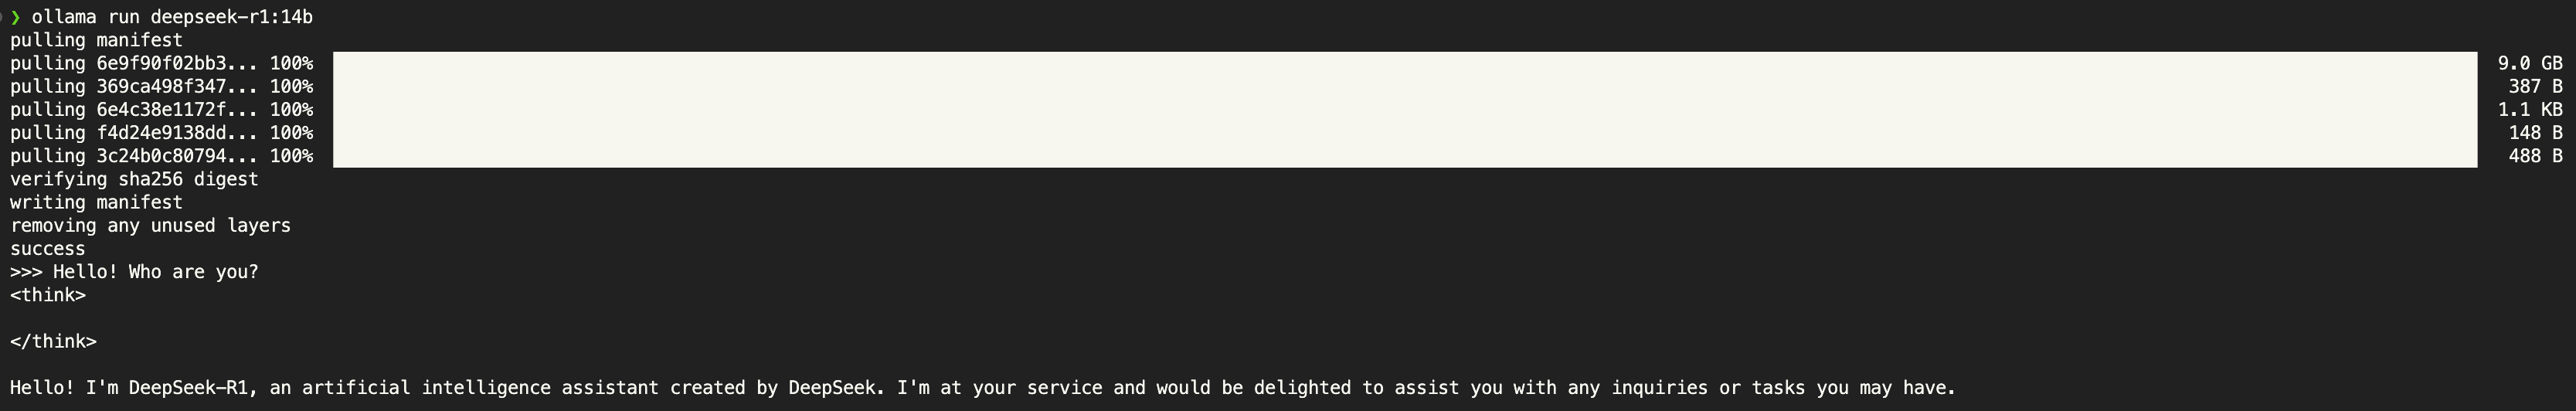 ❯ ollama run deepseek-r1:14b
pulling manifest
pulling 6e9f90f02bb3... 100% 9.0 GB
pulling 369ca498f347... 100% 387 B
pulling 6e4c38e1172f... 100% 1.1 KB
pulling f4d24e9138dd... 100% 148 B
pulling 3c24b0c80794... 100% 488 B
verifying sha256 digest
writing manifest
removing any unused layers
success
>>> Hello! Who are you?
<think>
</think>
Hello! I'm DeepSeek-R1, an artificial intelligence assistant created by DeepSeek. I'm at your service and would be delighted to assist you with any inquiries or tasks you may have.